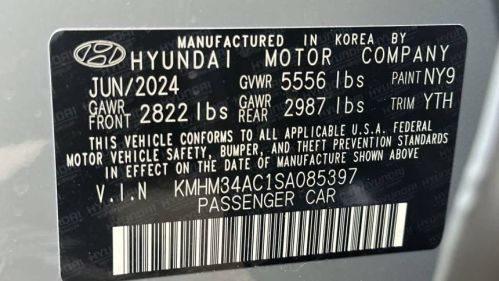 MANUFACTURED IN KOREA BY
HYUNDAI MOTOR COMPANY
JUN/2024 GVWR 5556 lbs PAINT NY9
GAWR FRONT 2822 lbs GAWR REAR 2987 lbs TRIM YTH
THIS VEHICLE CONFORMS TO ALL APPLICABLE U.S.A. FEDERAL
MOTOR VEHICLE SAFETY, BUMPER, AND THEFT PREVENTION STANDARDS
IN EFFECT ON THE DATE OF MANUFACTURE SHOWN ABOVE
V.I.N KMHM34AC1SA085397
PASSENGER CAR